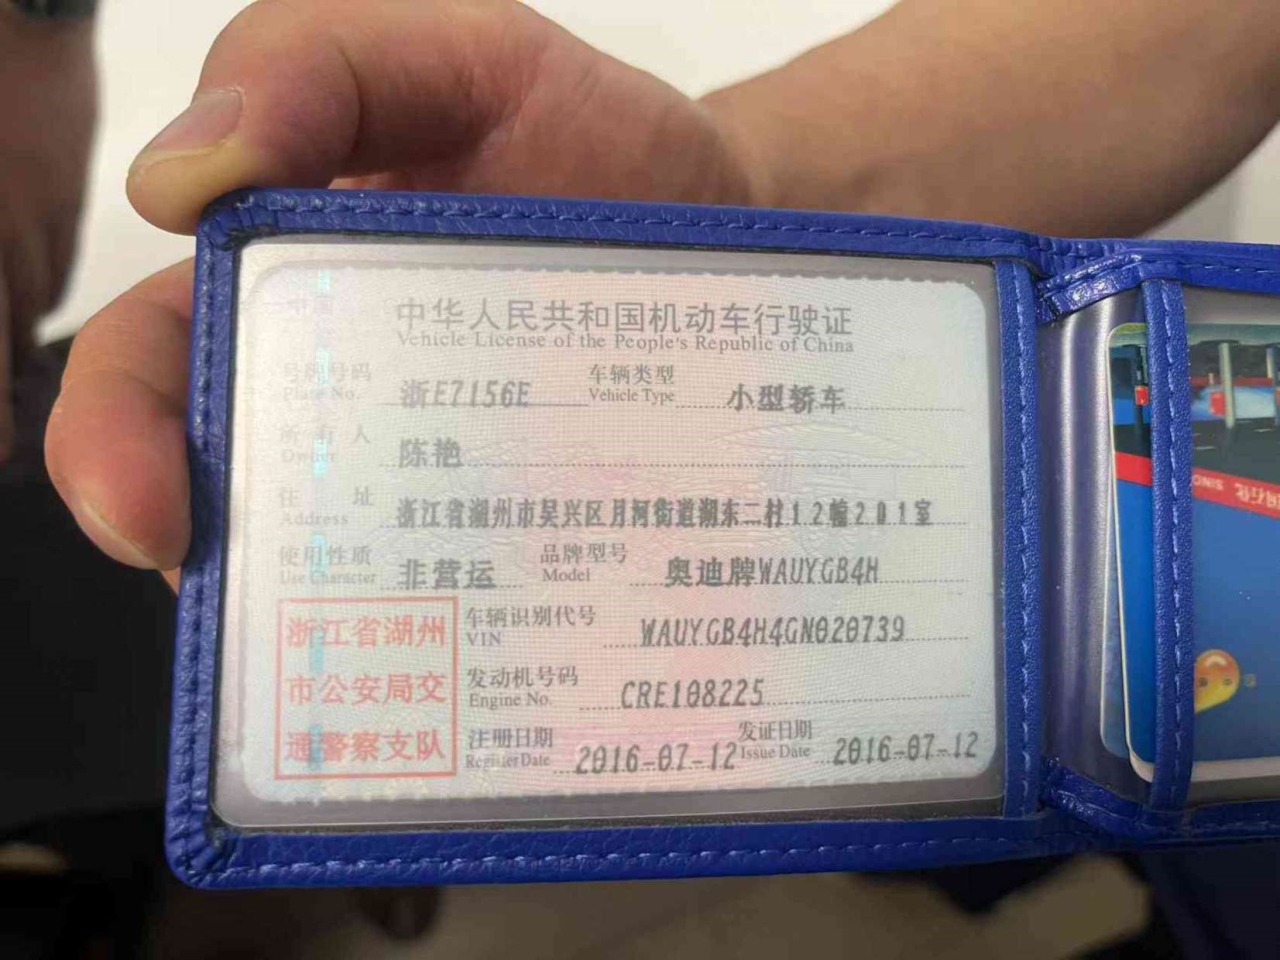 中华人民共和国机动车行驶证
Vehicle License of the People's Republic of China
号牌号码 浙E7156E 车辆类型 小型轿车
Plate No. Vehicle Type
所有人 陈艳
Owner
住址 浙江省湖州市吴兴区月河街道湖东二村12幢201室
Address
使用性质 非营运 品牌型号 奥迪牌WAUYGB4H
Use Character Model
浙江省湖州 车辆识别代号 WAUYGB4H4GN020739
VIN
市公安局交 发动机号码 CRE108225
Engine No.
通警察支队 注册日期 2016-07-12 发证日期 2016-07-12
Register Date Issue Date